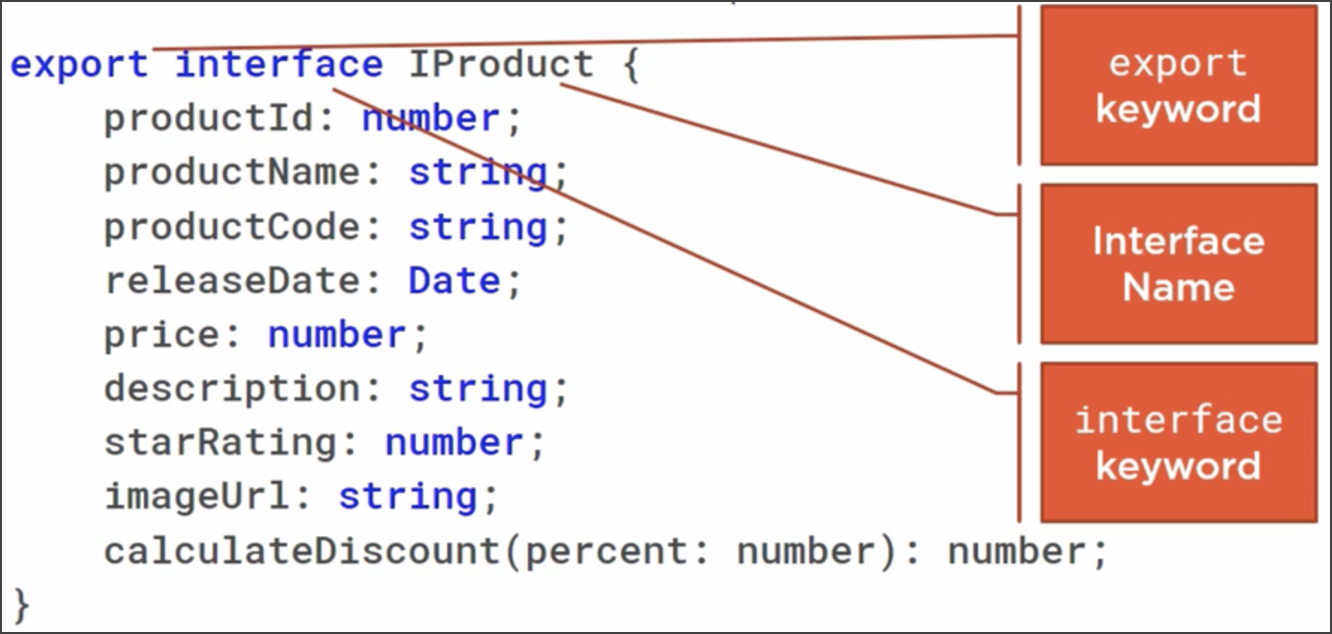 export interface IProduct {
productId: number;
productName: string;
productCode: string;
releaseDate: Date;
price: number;
description: string;
starRating: number;
imageUrl: string;
calculateDiscount(percent: number): number;
}
export
keyword
Interface
Name
interface
keyword